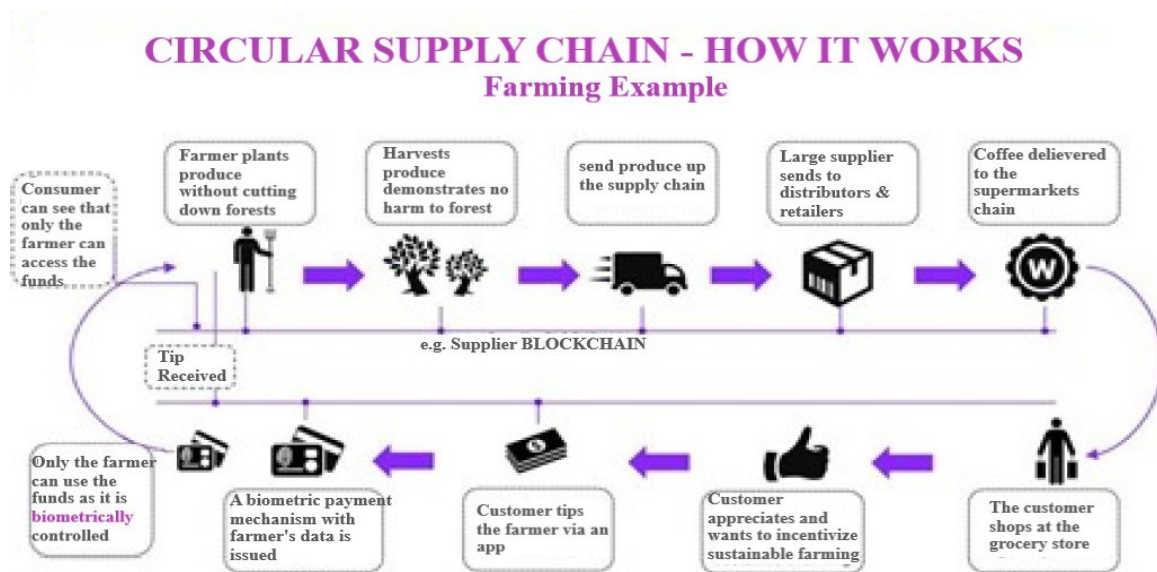 CIRCULAR SUPPLY CHAIN - HOW IT WORKS
Farming Example
Consumer
can see that
only the
farmer can
access the
funds
Farmer plants
produce
without cutting
down forests
Harvests
produce
demonstrates no
harm to forest
send produce up
the supply chain
Large supplier
sends to
distributors &
retailers
Coffee delievered
to the
supermarkets
chain
W
e.g. Supplier BLOCKCHAIN
Tip
Received
Only the farmer
can use the
funds as it is
biometrically
controlled
A biometric payment
mechanism with
farmer's data is
issued
$
Customer tips
the farmer via an
app
Customer
appreciates and
wants to incentivize
sustainable farming
The customer
shops at the
grocery store